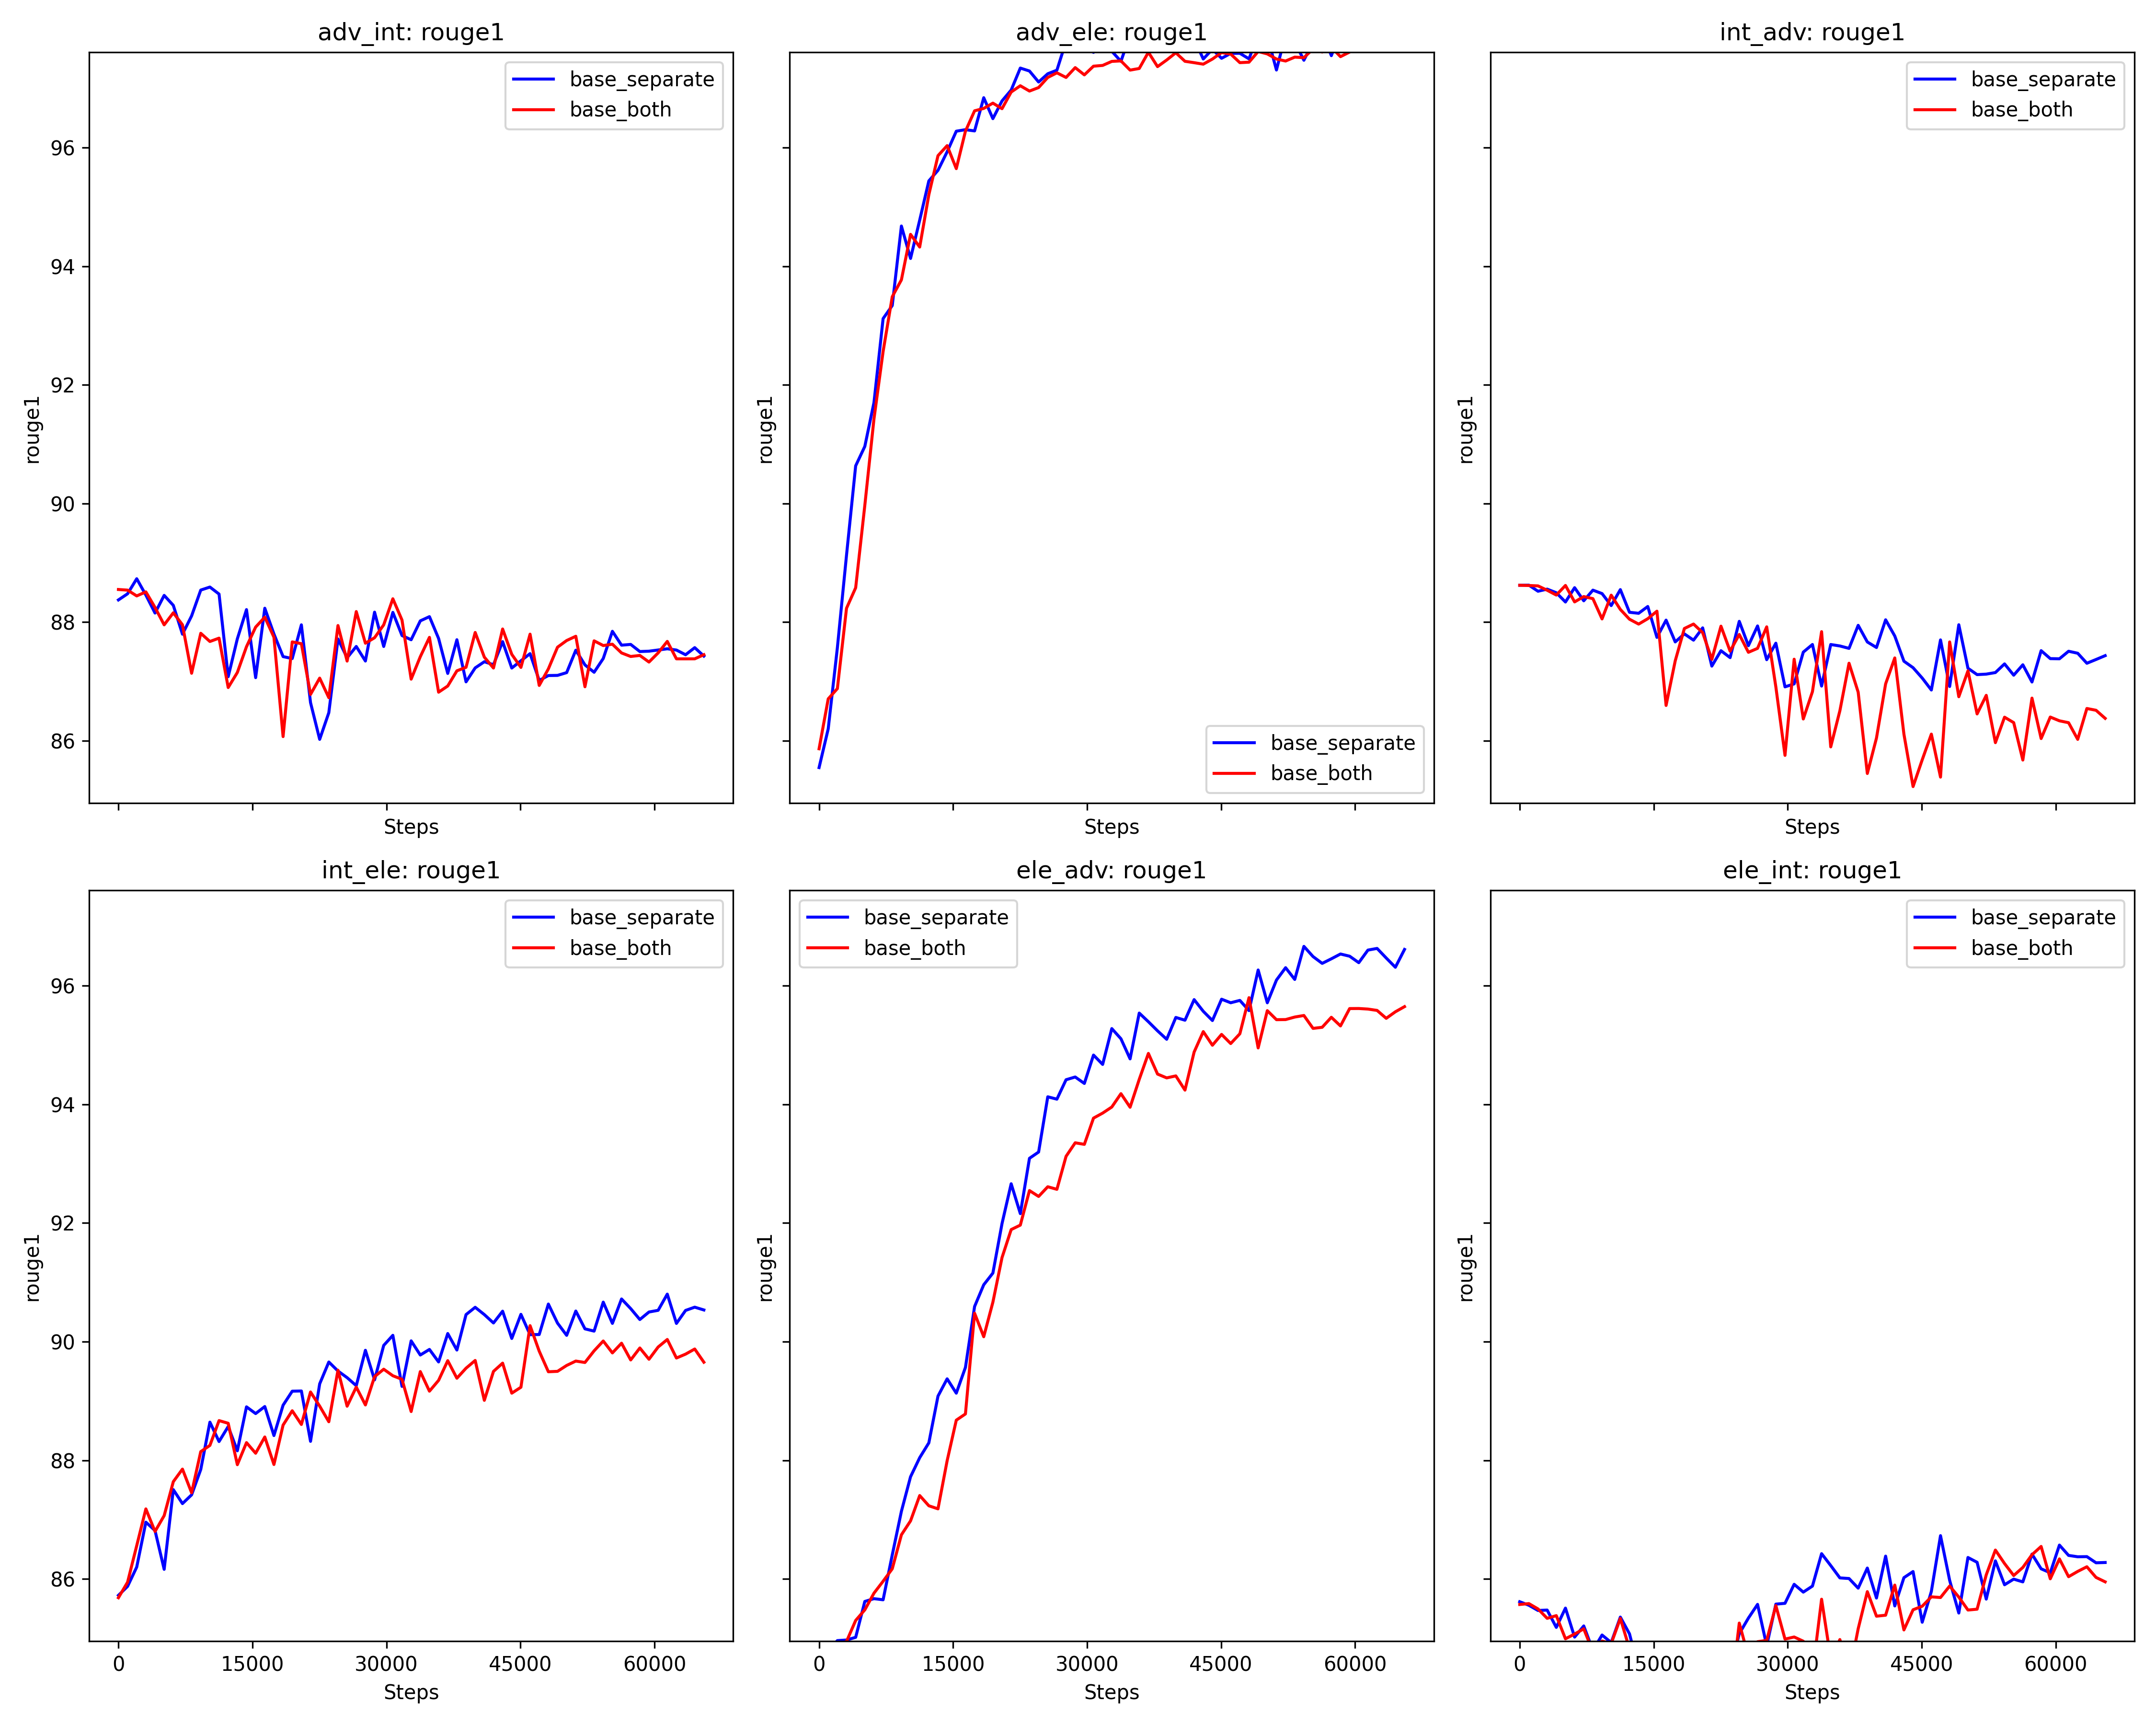 adv_int: rouge1
adv_ele: rouge1
int_adv: rouge1
base_separate
base_both
base_separate
base_both
base_separate
base_both
96
94
92
90
88
86
rouge1
rouge1
rouge1
Steps
Steps
Steps
int_ele: rouge1
ele_adv: rouge1
ele_int: rouge1
base_separate
base_both
base_separate
base_both
base_separate
base_both
96
94
92
90
88
86
rouge1
rouge1
rouge1
0 15000 30000 45000 60000
0 15000 30000 45000 60000
0 15000 30000 45000 60000
Steps
Steps
Steps